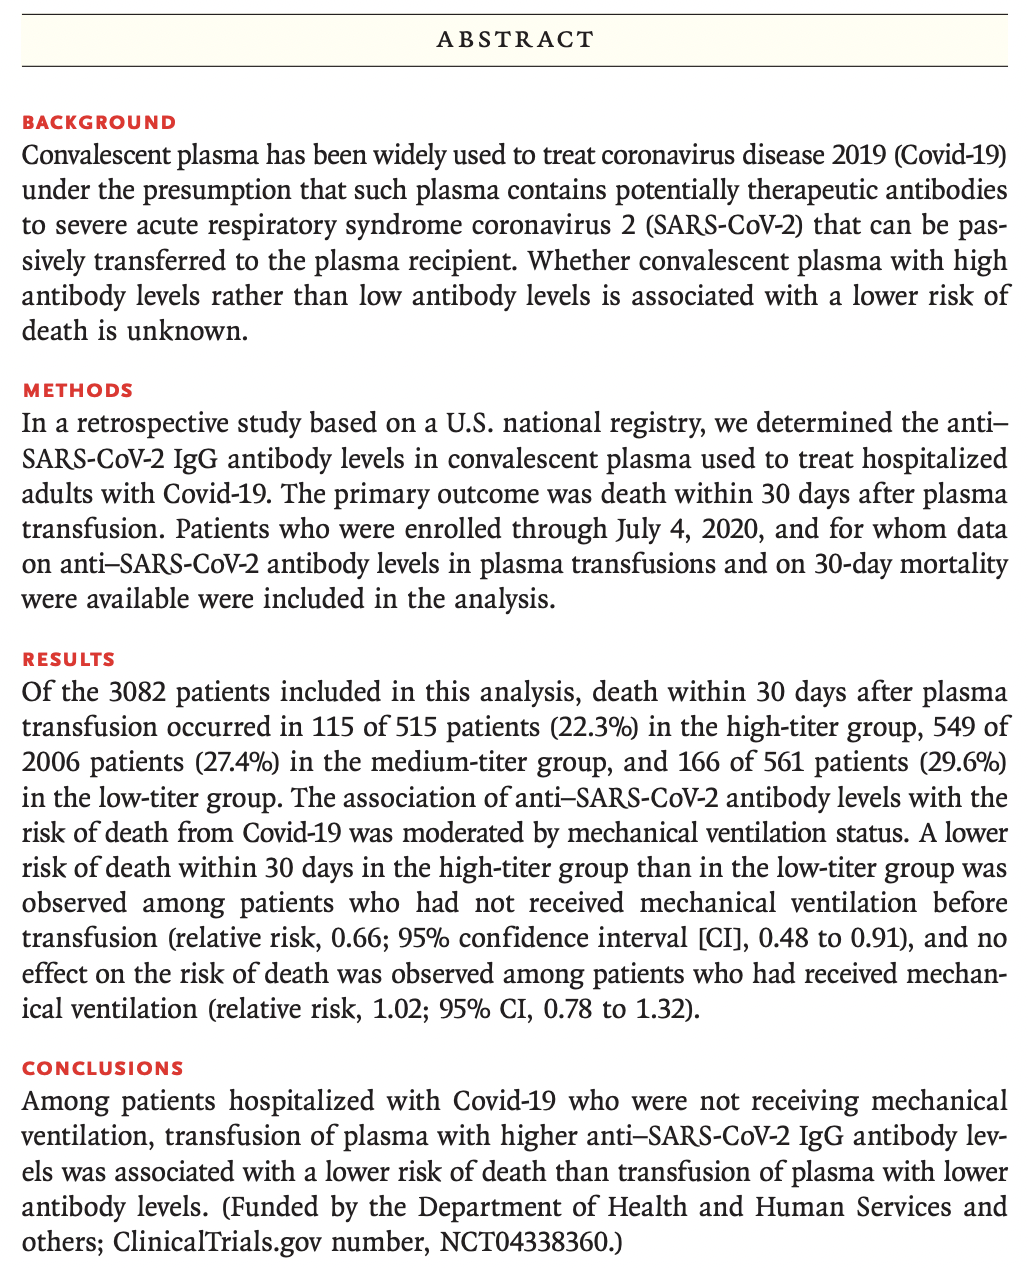 ABSTRACT
BACKGROUND
Convalescent plasma has been widely used to treat coronavirus disease 2019 (Covid-19)
under the presumption that such plasma contains potentially therapeutic antibodies
to severe acute respiratory syndrome coronavirus 2 (SARS-CoV-2) that can be pas-
sively transferred to the plasma recipient. Whether convalescent plasma with high
antibody levels rather than low antibody levels is associated with a lower risk of
death is unknown.
METHODS
In a retrospective study based on a U.S. national registry, we determined the anti–
SARS-CoV-2 IgG antibody levels in convalescent plasma used to treat hospitalized
adults with Covid-19. The primary outcome was death within 30 days after plasma
transfusion. Patients who were enrolled through July 4, 2020, and for whom data
on anti–SARS-CoV-2 antibody levels in plasma transfusions and on 30-day mortality
were available were included in the analysis.
RESULTS
Of the 3082 patients included in this analysis, death within 30 days after plasma
transfusion occurred in 115 of 515 patients (22.3%) in the high-titer group, 549 of
2006 patients (27.4%) in the medium-titer group, and 166 of 561 patients (29.6%)
in the low-titer group. The association of anti–SARS-CoV-2 antibody levels with the
risk of death from Covid-19 was moderated by mechanical ventilation status. A lower
risk of death within 30 days in the high-titer group than in the low-titer group was
observed among patients who had not received mechanical ventilation before
transfusion (relative risk, 0.66; 95% confidence interval [CI], 0.48 to 0.91), and no
effect on the risk of death was observed among patients who had received mechan-
ical ventilation (relative risk, 1.02; 95% CI, 0.78 to 1.32).
CONCLUSIONS
Among patients hospitalized with Covid-19 who were not receiving mechanical
ventilation, transfusion of plasma with higher anti–SARS-CoV-2 IgG antibody lev-
els was associated with a lower risk of death than transfusion of plasma with lower
antibody levels. (Funded by the Department of Health and Human Services and
others; ClinicalTrials.gov number, NCT04338360.)